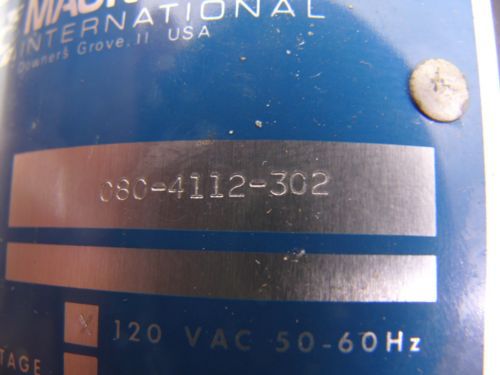 INTERNATIONAL
Downers Grove, Il USA
080-4112-302
X 120 VAC 50-60Hz